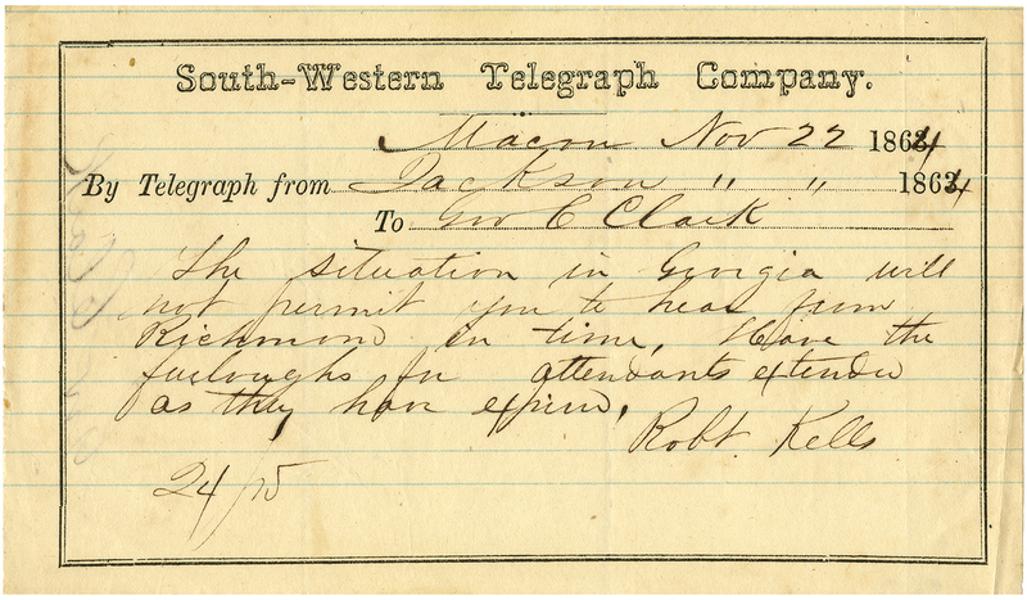 South-Western Telegraph Company.
Macon Nov 22 1864
By Telegraph from Jackson " " 1864
To Gov C Clark
The situation in Georgia will
not permit you to hear from
Richmond in time, Have the
furloughs for attendants extended
as they have expired,
Robt. Kells
24